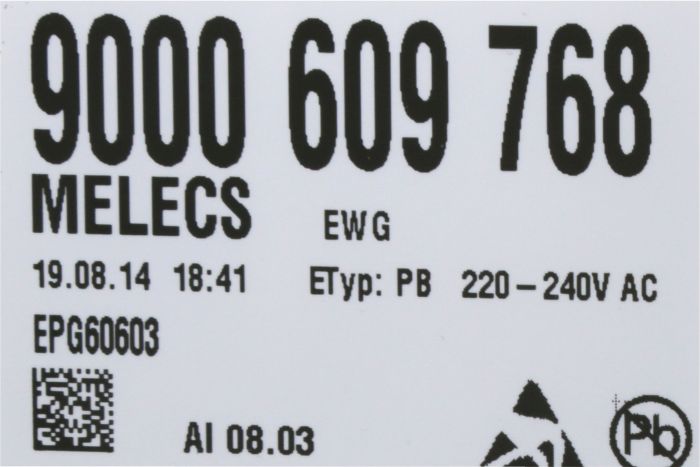 9000 609 768
MELECS EWG
19.08.14 18:41 ETyp: PB 220-240V AC
EPG60603
AI 08.03
Pb